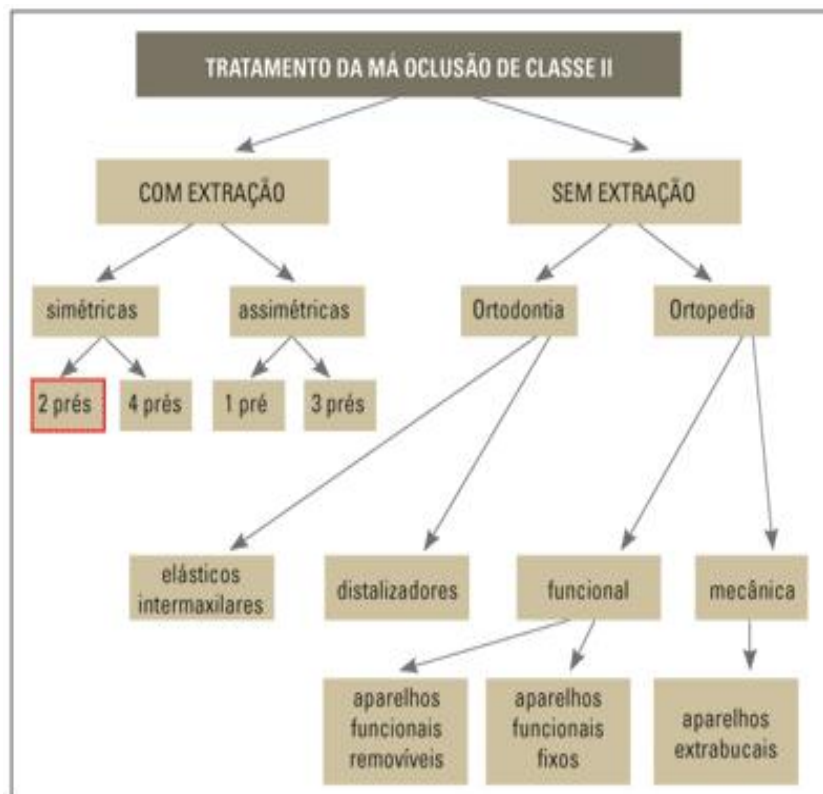 TRATAMENTO DA MÁ OCLUSÃO DE CLASSE II
COM EXTRAÇÃO
SEM EXTRAÇÃO
simétricas
assimétricas
Ortodontia
Ortopedia
2 prés
4 prés
1 pré
3 prés
elásticos
intermaxilares
distalizadores
funcional
mecânica
aparelhos
funcionais
removíveis
aparelhos
funcionais
fixos
aparelhos
extrabucais